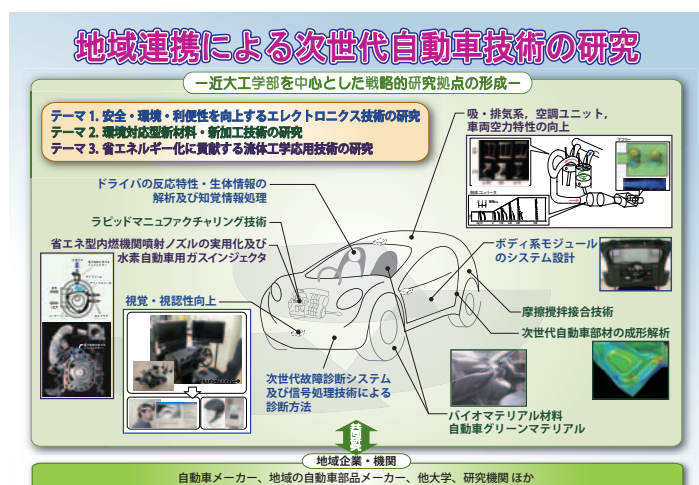 地域連携による次世代自動車技術の研究
―近大工学部を中心とした戦略的研究拠点の形成―
テーマ 1. 安全・環境・利便性を向上するエレクトロニクス技術の研究
テーマ 2. 環境対応型新材料・新加工技術の研究
テーマ 3. 省エネルギー化に貢献する流体工学応用技術の研究
吸・排気系，空調ユニット，
車両空力特性の向上
ドライバの反応特性・生体情報の
解析及び知覚情報処理
ラピッドマニュファクチャリング技術
省エネ型内燃機関噴射ノズルの実用化及び
水素自動車用ガスインジェクタ
ボディ系モジュール
のシステム設計
視覚・視認性向上
摩擦撹拌接合技術
次世代自動車部材の成形解析
次世代故障診断システム
及び信号処理技術による
診断方法
バイオマテリアル材料
自動車グリーンマテリアル
地域企業・機関
自動車メーカー、地域の自動車部品メーカー、他大学、研究機関 ほか